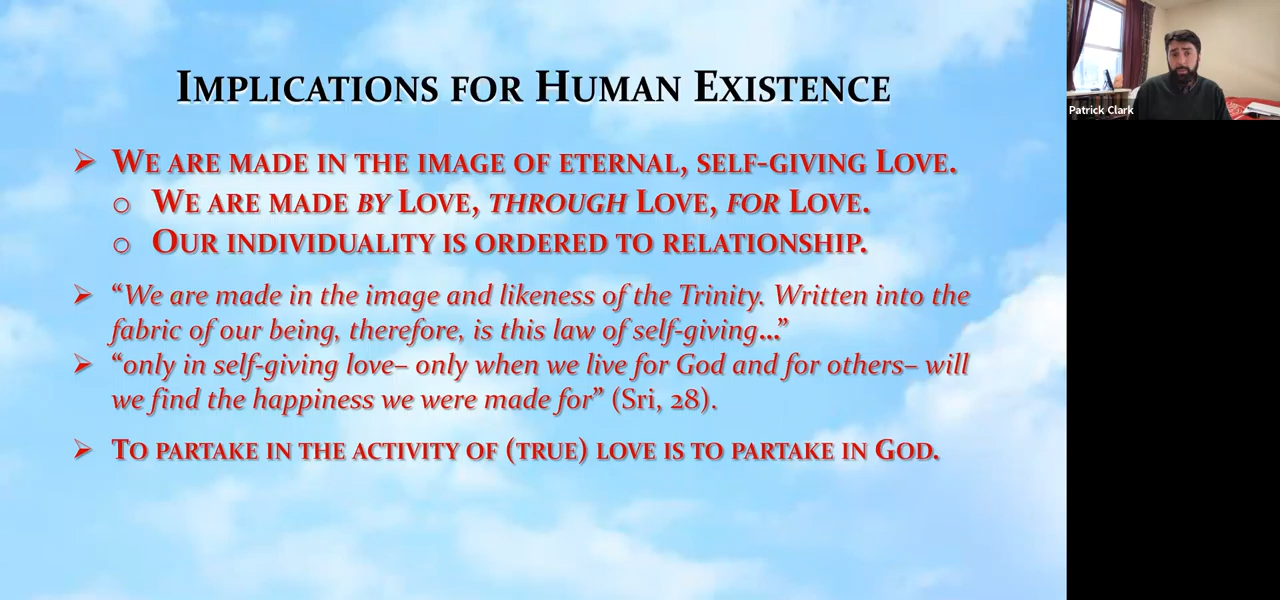 Implications for Human Existence
➢ We are made in the image of eternal, self-giving Love.
o We are made by Love, through Love, for Love.
o Our individuality is ordered to relationship.
➢ “We are made in the image and likeness of the Trinity. Written into the
fabric of our being, therefore, is this law of self-giving…”
➢ “only in self-giving love– only when we live for God and for others– will
we find the happiness we were made for” (Sri, 28).
➢ To partake in the activity of (true) love is to partake in God.
Patrick Clark